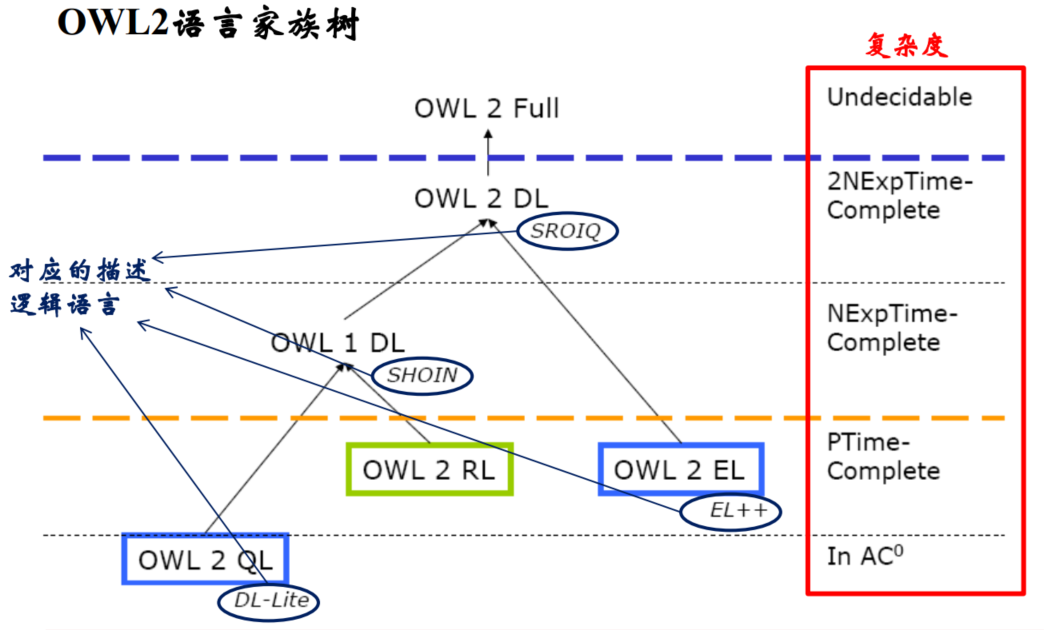 OWL2语言家族树
复杂度
OWL 2 Full
Undecidable
OWL 2 DL
SROIQ
2NExpTime-
Complete
对应的描述
逻辑语言
OWL 1 DL
SHOIN
NExpTime-
Complete
OWL 2 RL
OWL 2 EL
EL++
PTime-
Complete
OWL 2 QL
DL-Lite
In AC⁰